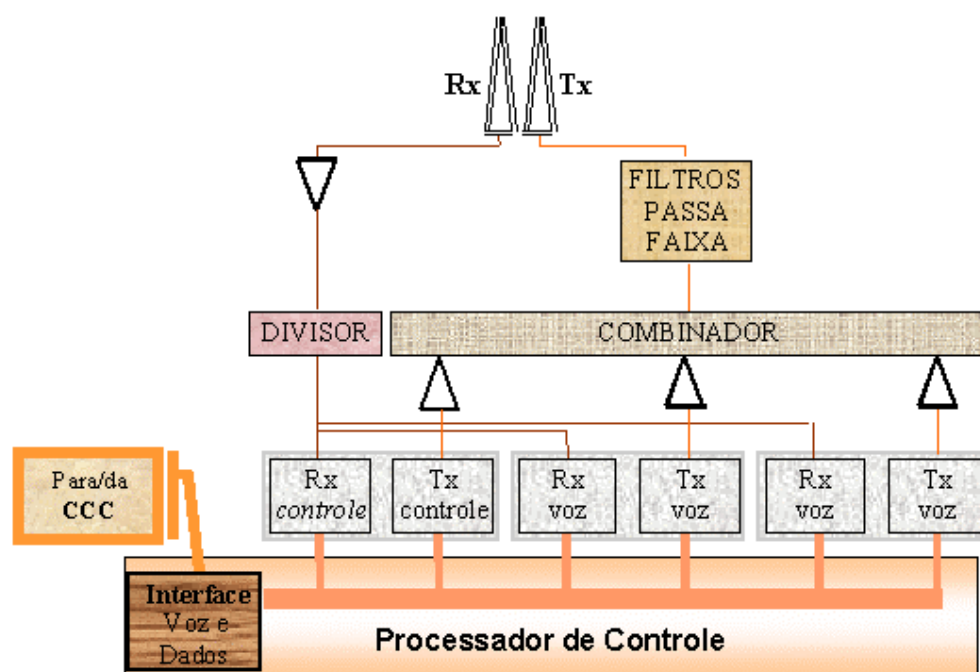 Rx
Tx
FILTROS
PASSA
FAIXA
DIVISOR
COMBINADOR
Para/da
CCC
Rx
controle
Tx
controle
Rx
voz
Tx
voz
Rx
voz
Tx
voz
Interface
Voz e
Dados
Processador de Controle